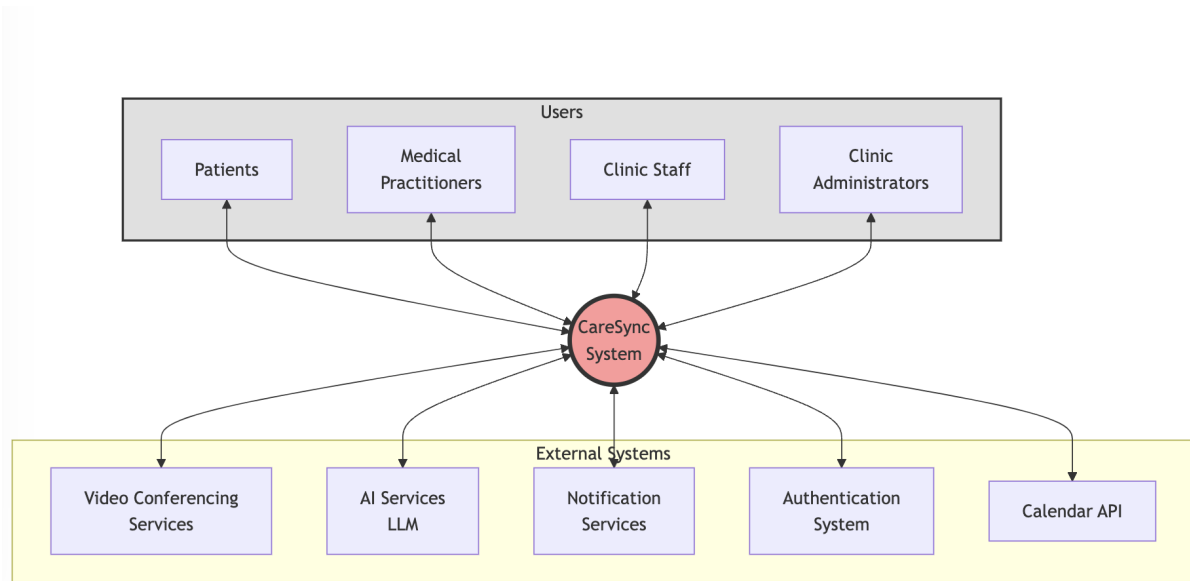 Users
Patients
Medical
Practitioners
Clinic Staff
Clinic
Administrators
CareSync
System
External Systems
Video Conferencing
Services
AI Services
LLM
Notification
Services
Authentication
System
Calendar API